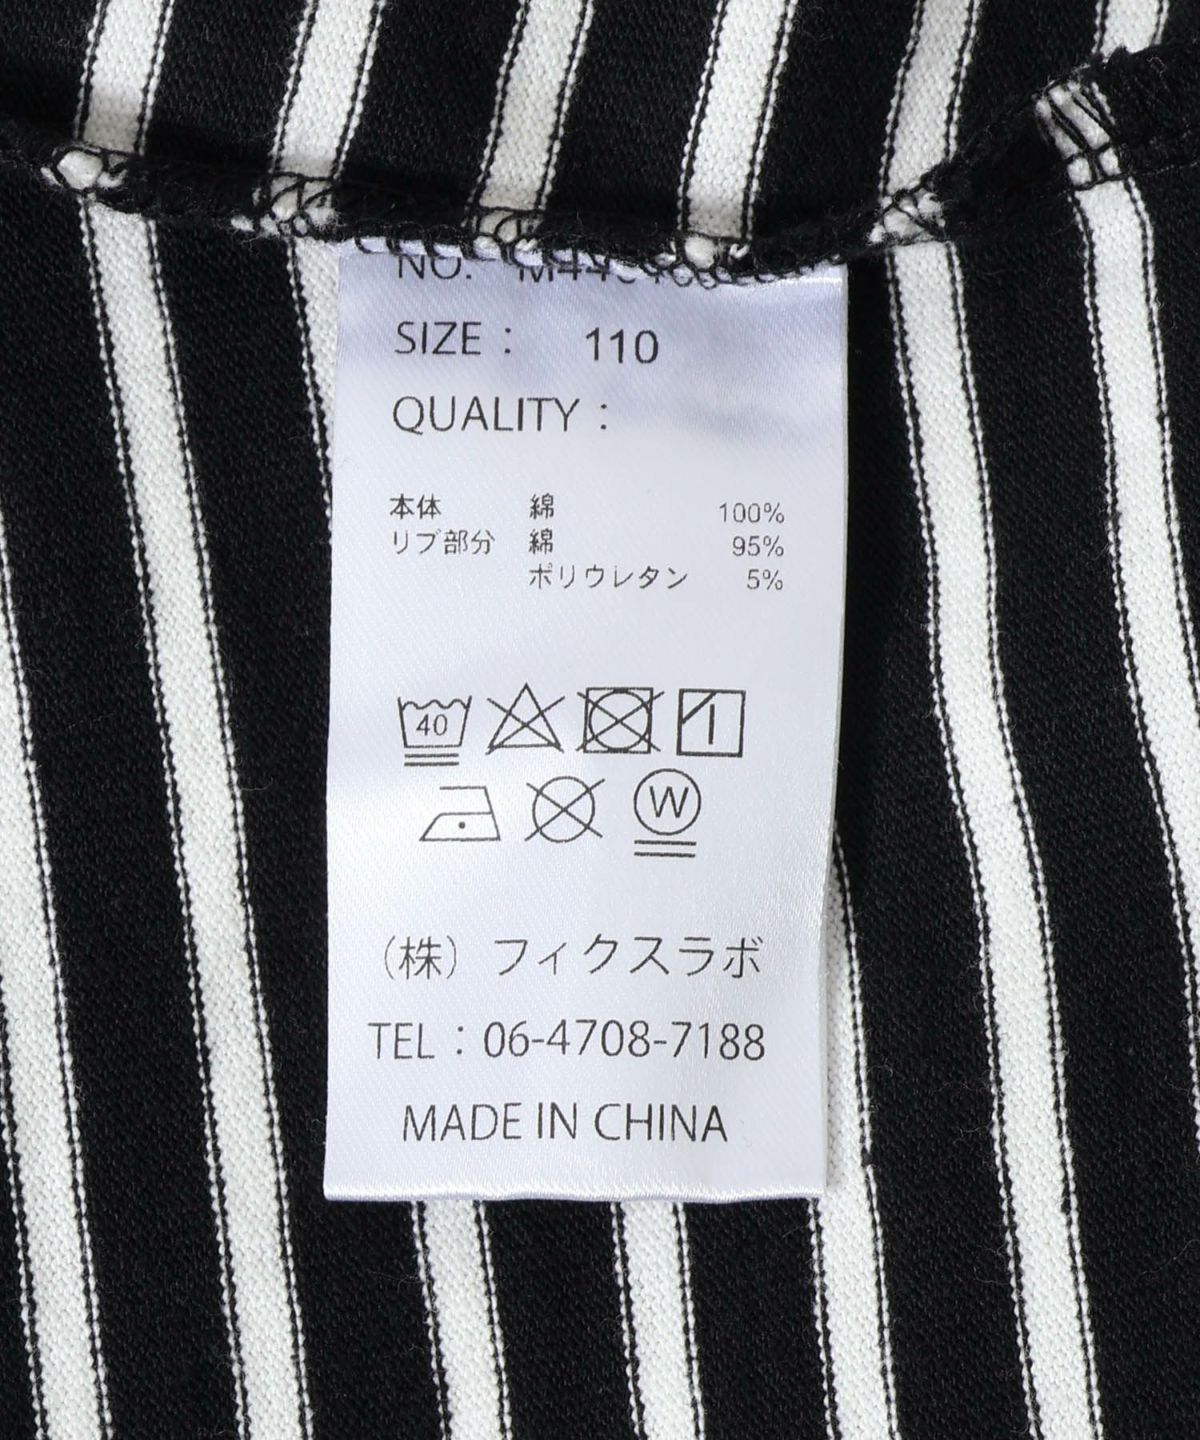 NO.
SIZE : 110
QUALITY :
本体 綿 100%
リブ部分 綿 95%
ポリウレタン 5%
40
W
(株) フィクスラボ
TEL : 06-4708-7188
MADE IN CHINA